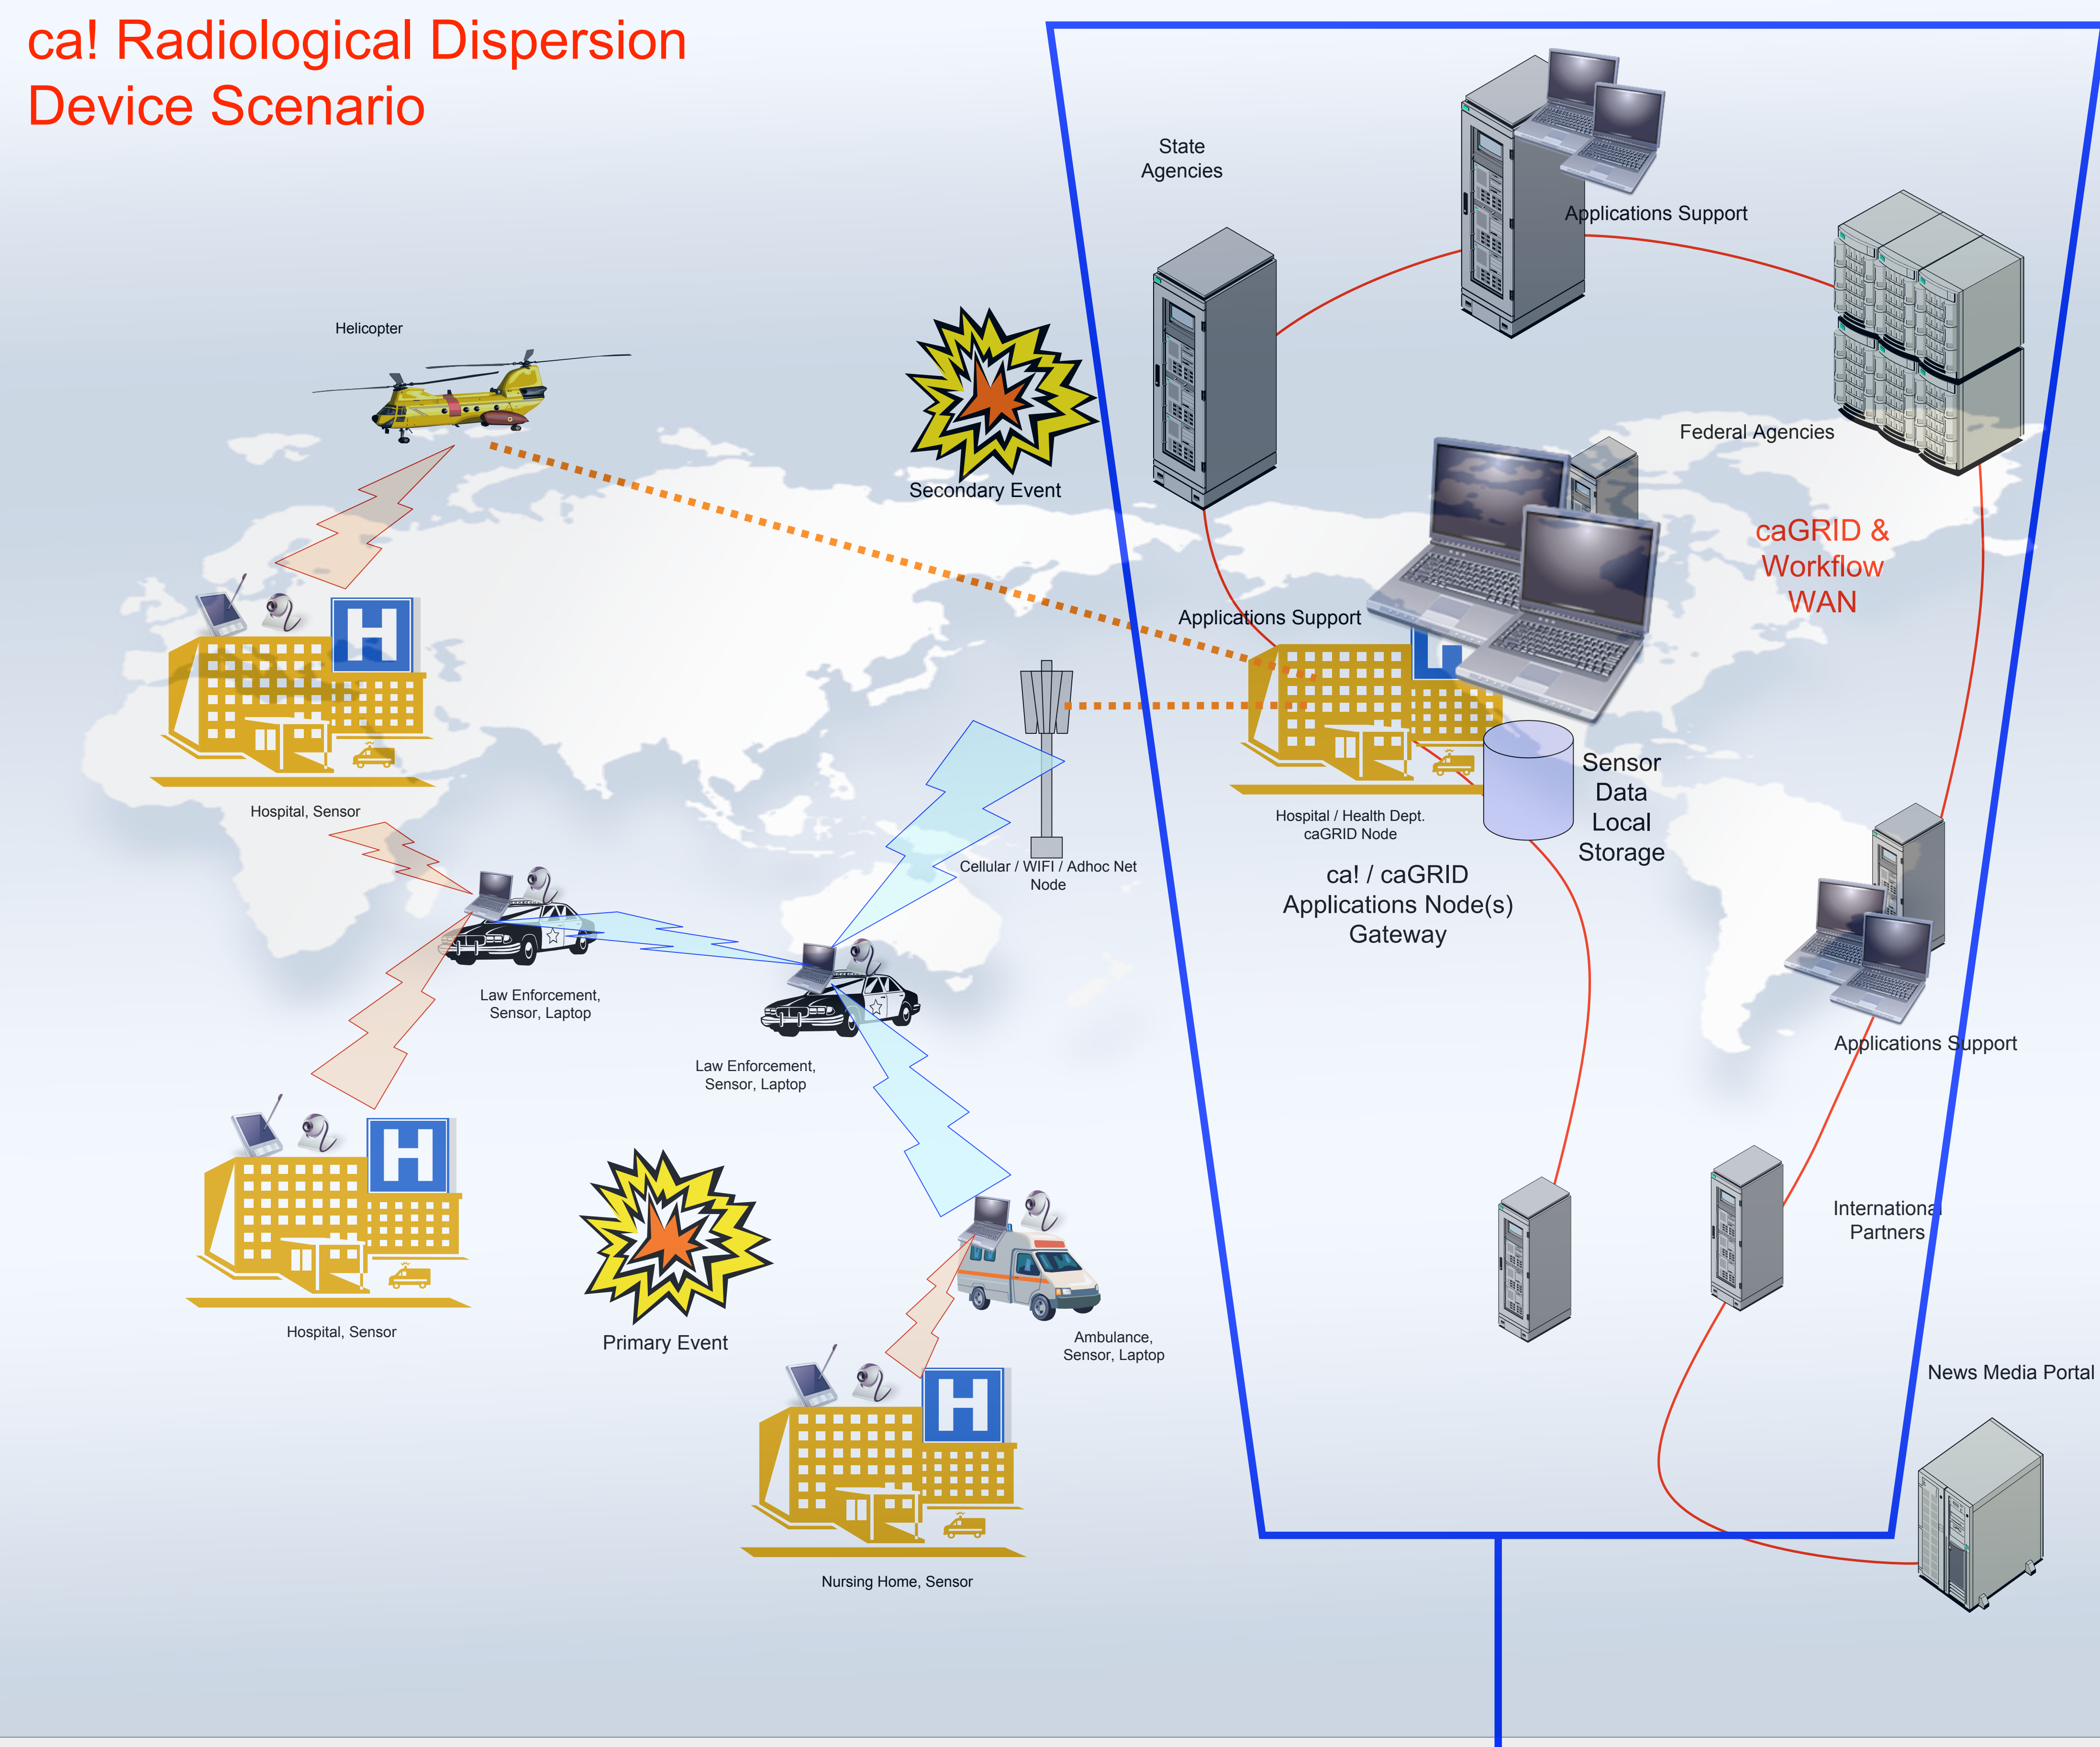 ca! Radiological Dispersion
Device Scenario
State
Agencies
Applications Support
Helicopter
Federal Agencies
Secondary Event
caGRID &
Workflow
WAN
Applications Support
H
Sensor
Data
Local
Storage
Hospital, Sensor
Hospital / Health Dept.
caGRID Node
Cellular / WIFI / Adhoc Net
Node
ca! / caGRID
Applications Node(s)
Gateway
Law Enforcement,
Sensor, Laptop
Applications Support
Law Enforcement,
Sensor, Laptop
H
International
Partners
Hospital, Sensor
Primary Event
Ambulance,
Sensor, Laptop
News Media Portal
H
Nursing Home, Sensor